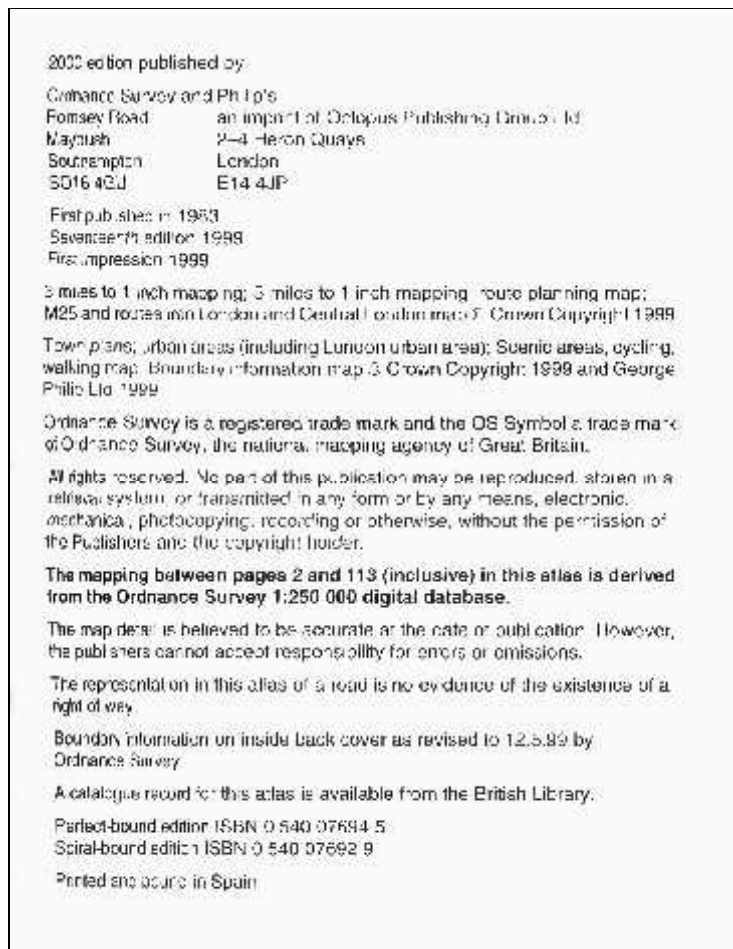 2000 edition published by
Ordnance Survey and Philip's
Romsey Road an imprint of Octopus Publishing Group Ltd
Maybush 2–4 Heron Quays
Southampton London
SO16 4GU E14 4JP
First published in 1983
Seventeenth edition 1999
First impression 1999
3 miles to 1 inch mapping; 5 miles to 1 inch mapping, route planning map;
M25 and routes into London and Central London map © Crown Copyright 1999
Town plans; urban areas (including London urban area); Scenic areas, cycling,
walking map, Boundary information map © Crown Copyright 1999 and George
Philip Ltd 1999
Ordnance Survey is a registered trade mark and the OS Symbol a trade mark
of Ordnance Survey, the national mapping agency of Great Britain.
All rights reserved. No part of this publication may be reproduced, stored in a
retrieval system, or transmitted in any form or by any means, electronic,
mechanical, photocopying, recording or otherwise, without the permission of
the Publishers and the copyright holder.
The mapping between pages 2 and 113 (inclusive) in this atlas is derived
from the Ordnance Survey 1:250 000 digital database.
The map detail is believed to be accurate at the date of publication. However,
the publishers cannot accept responsibility for errors or omissions.
The representation in this atlas of a road is no evidence of the existence of a
right of way.
Boundary information on inside back cover as revised to 12.5.99 by
Ordnance Survey
A catalogue record for this atlas is available from the British Library.
Perfect-bound edition ISBN 0 540 07694 5
Spiral-bound edition ISBN 0 540 07692 9
Printed and bound in Spain